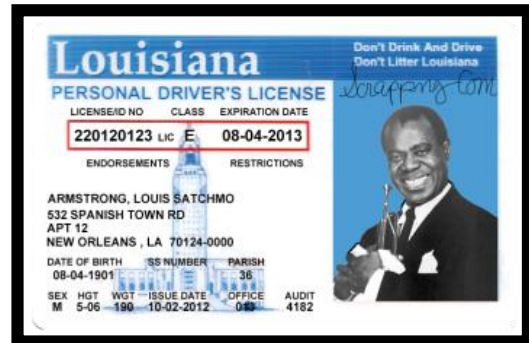 Louisiana
Don't Drink And Drive
Don't Litter Louisiana
PERSONAL DRIVER'S LICENSE
LICENSE/ID NO CLASS EXPIRATION DATE
220120123 LIC E 08-04-2013
ENDORSEMENTS RESTRICTIONS
ARMSTRONG, LOUIS SATCHMO
532 SPANISH TOWN RD
APT 12
NEW ORLEANS , LA 70124-0000
DATE OF BIRTH SS NUMBER PARISH
08-04-1901 36
SEX HGT WGT ISSUE DATE OFFICE AUDIT
M 5-06 190 10-02-2012 4182